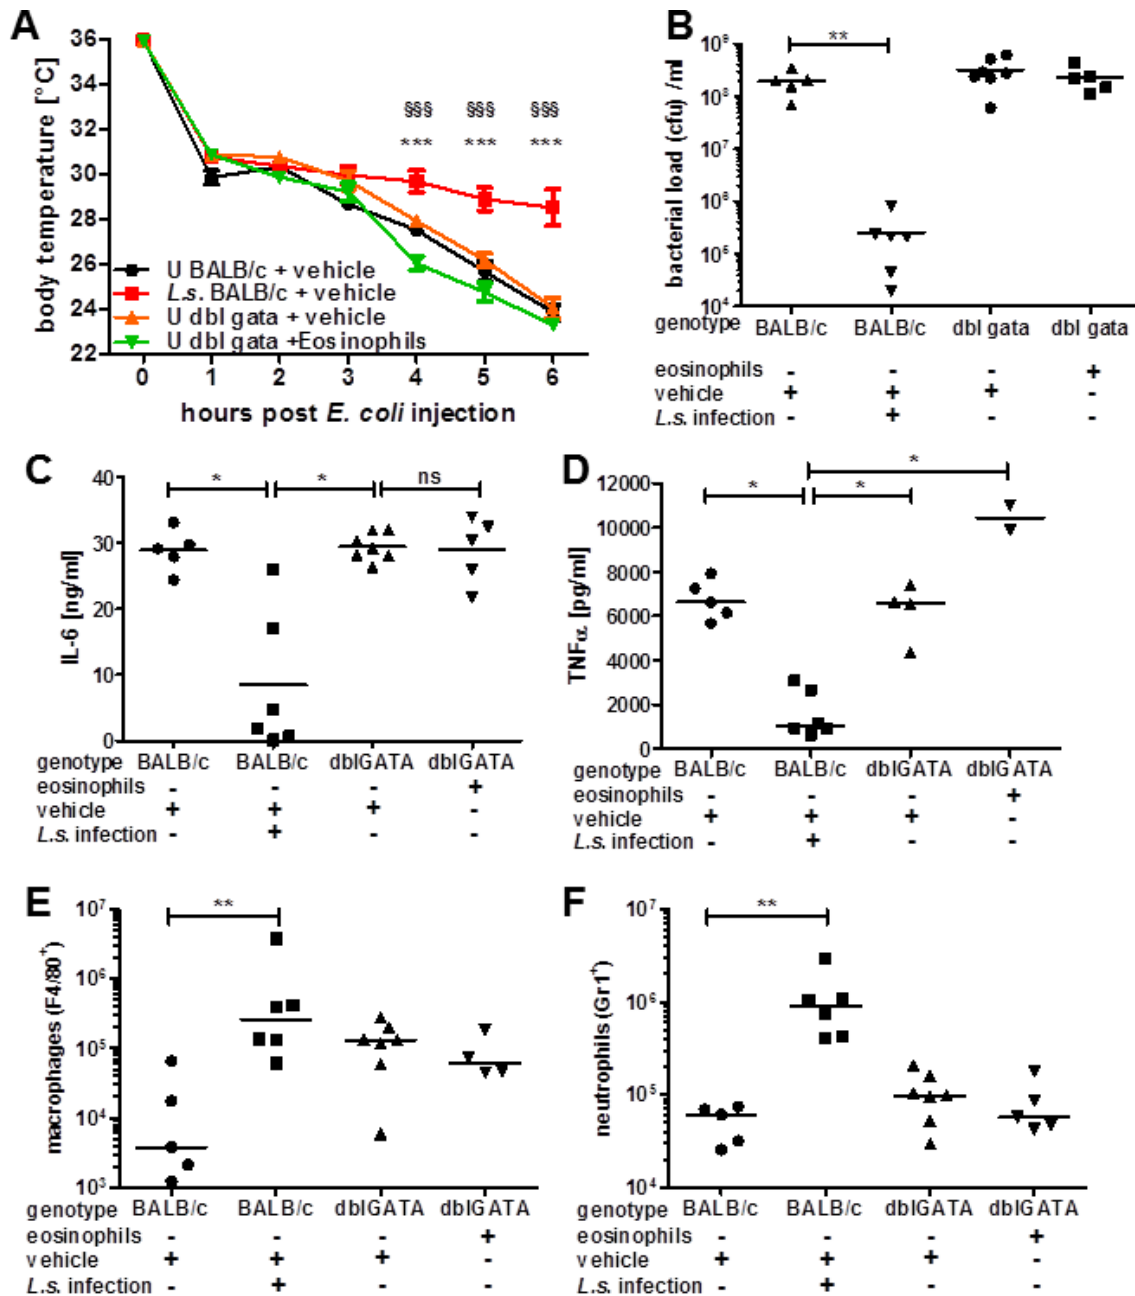 A
body temperature [°C]
36
34
32
30
28
26
24
22
§§§ §§§ §§§
*** *** ***
U BALB/c + vehicle
L.s. BALB/c + vehicle
U dbl gata + vehicle
U dbl gata +Eosinophils
0 1 2 3 4 5 6
hours post E. coli injection
B
bacterial load (cfu) /ml
10⁹
10⁸
10⁷
10⁶
10⁵
10⁴
**
genotype BALB/c BALB/c dbl gata dbl gata
eosinophils - - - +
vehicle + + + -
L.s. infection - + - -
C
IL-6 [ng/ml]
40
30
20
10
0
* * ns
genotype BALB/c BALB/c dblGATA dblGATA
eosinophils - - - +
vehicle + + + -
L.s. infection - + - -
D
TNFα [pg/ml]
12000
10000
8000
6000
4000
2000
0
*
* *
genotype BALB/c BALB/c dblGATA dblGATA
eosinophils - - - +
vehicle + + + -
L.s. infection - + - -
E
macrophages (F4/80⁺)
10⁷
10⁶
10⁵
10⁴
10³
**
genotype BALB/c BALB/c dblGATA dblGATA
eosinophils - - - +
vehicle + + + -
L.s. infection - + - -
F
neutrophils (Gr1⁺)
10⁷
10⁶
10⁵
10⁴
**
genotype BALB/c BALB/c dblGATA dblGATA
eosinophils - - - +
vehicle + + + -
L.s. infection - + - -